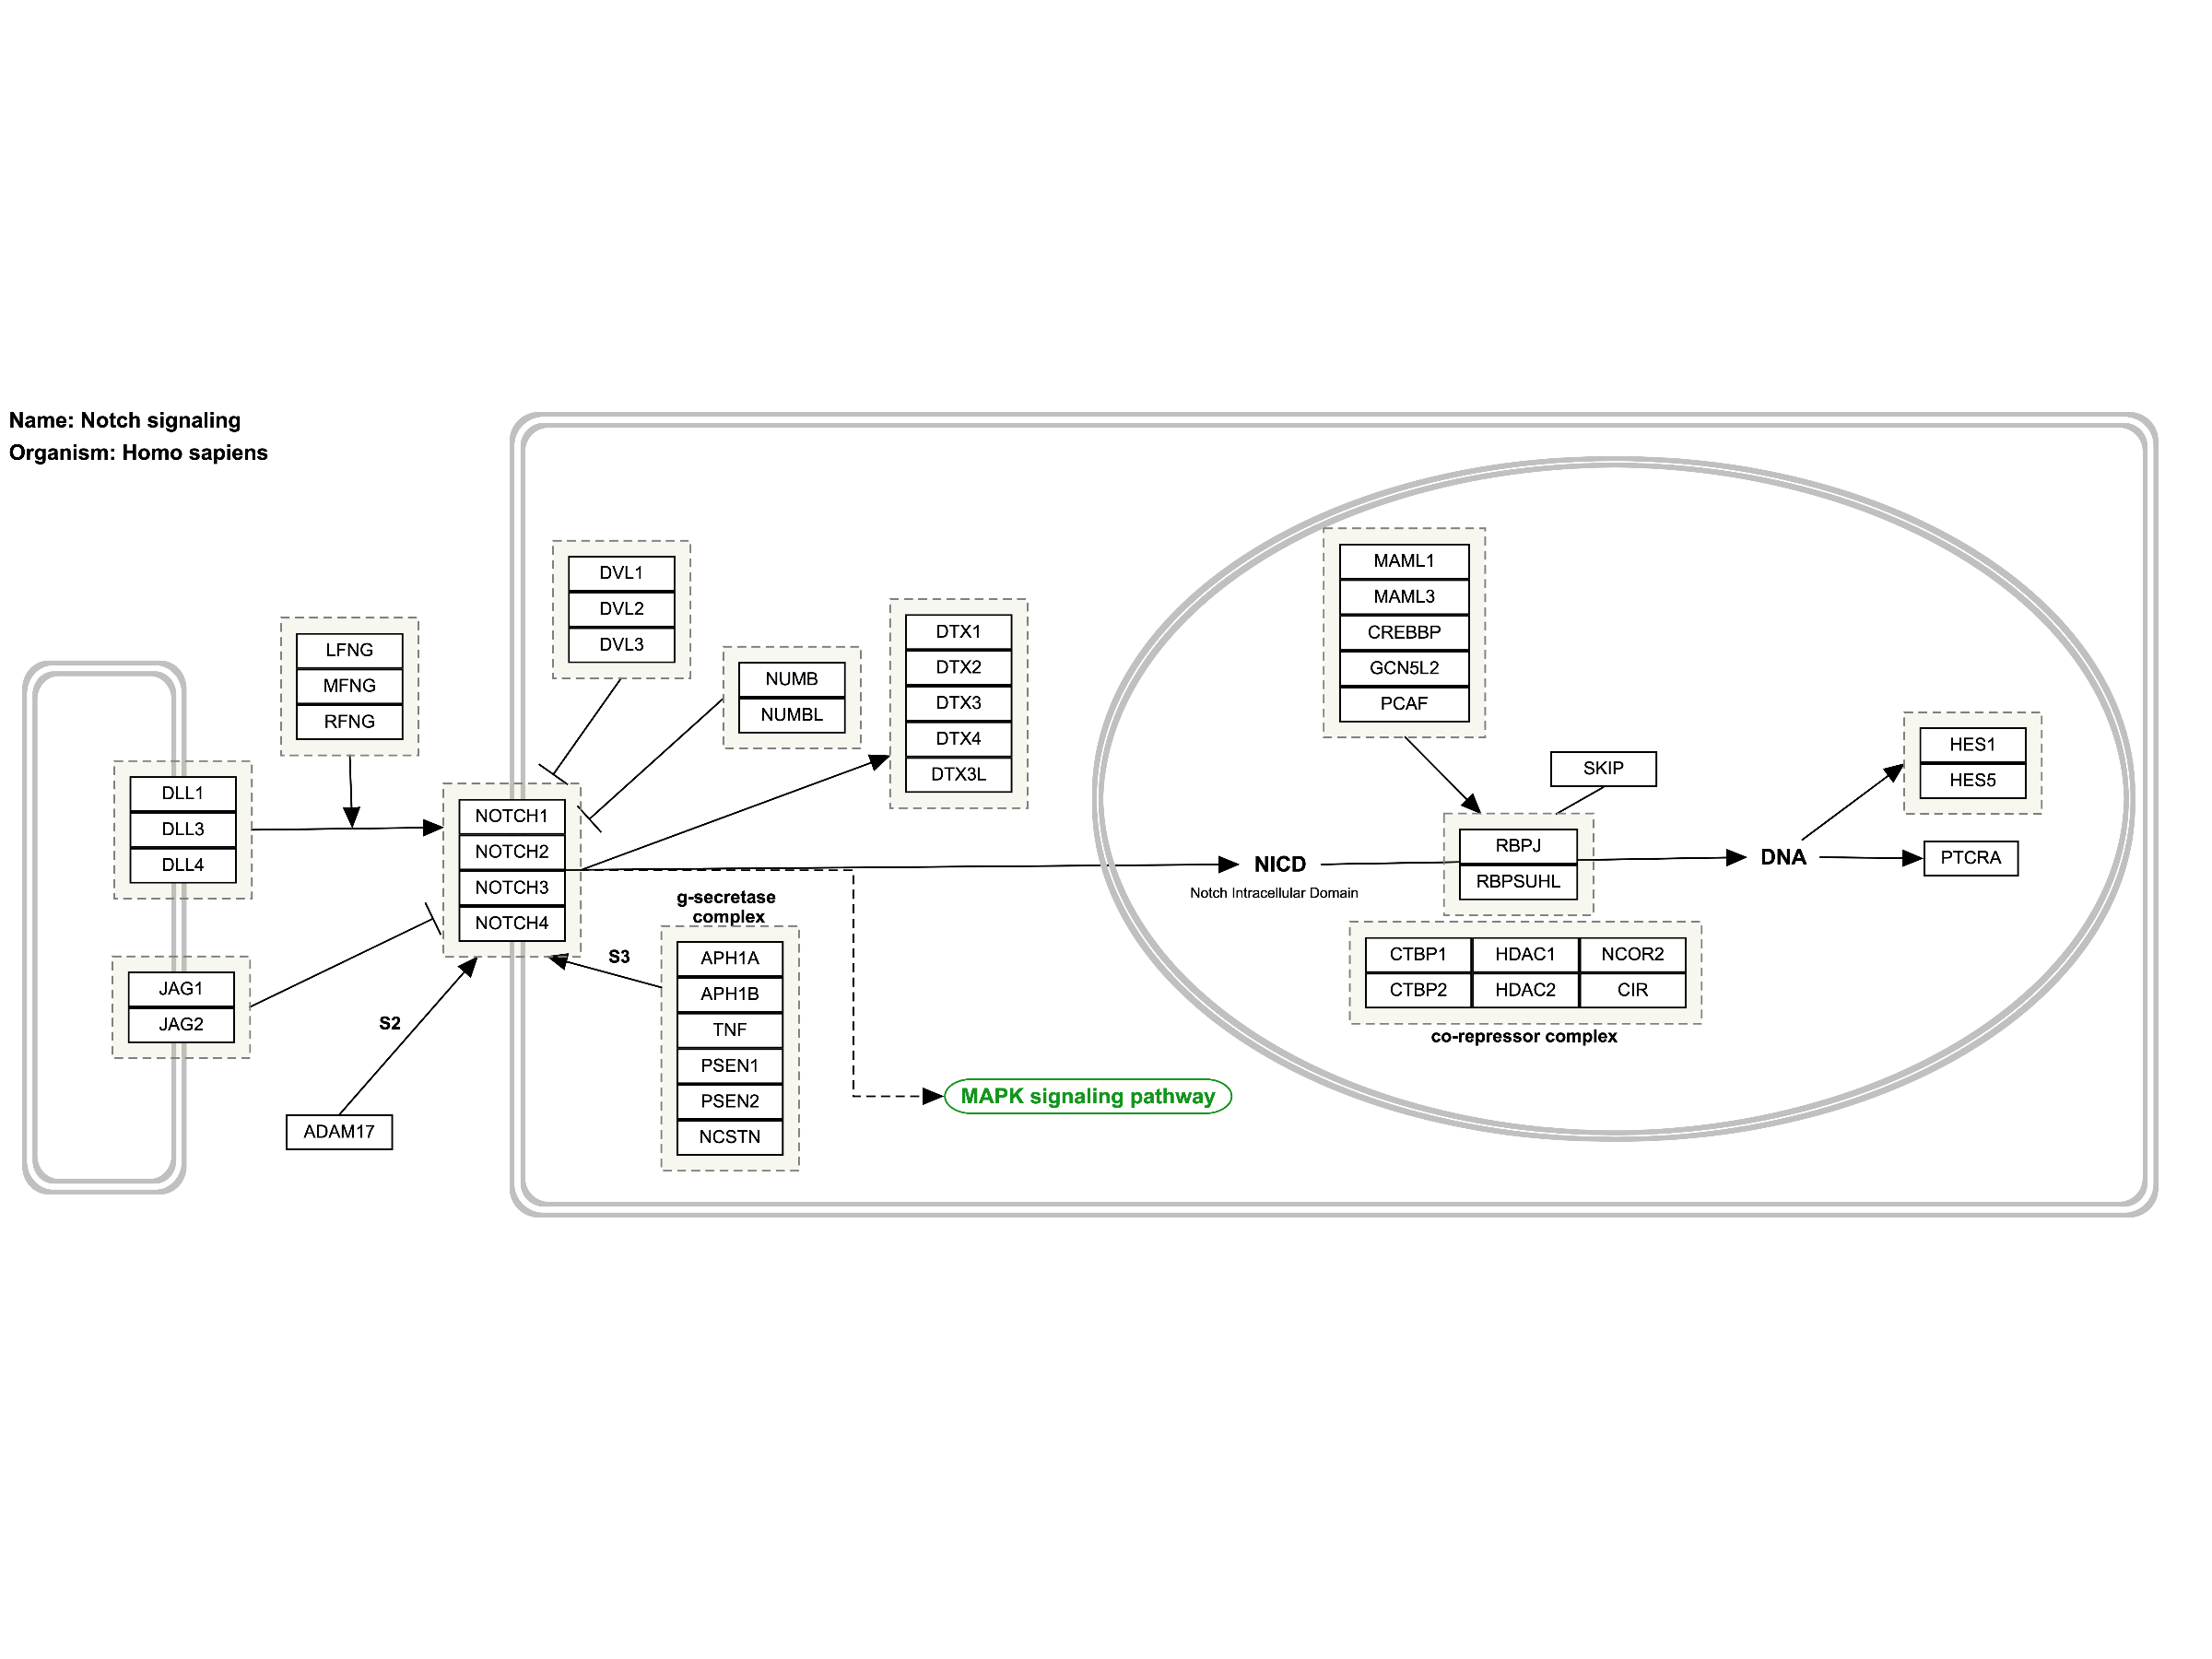 Name: Notch signaling
Organism: Homo sapiens
LFNG
MFNG
RFNG
DLL1
DLL3
DLL4
JAG1
JAG2
S2
ADAM17
NOTCH1
NOTCH2
NOTCH3
NOTCH4
DVL1
DVL2
DVL3
NUMB
NUMBL
DTX1
DTX2
DTX3
DTX4
DTX3L
S3
g-secretase
complex
APH1A
APH1B
TNF
PSEN1
PSEN2
NCSTN
MAPK signaling pathway
NICD
Notch Intracellular Domain
MAML1
MAML3
CREBBP
GCN5L2
PCAF
SKIP
RBPJ
RBPSUHL
CTBP1 HDAC1 NCOR2
CTBP2 HDAC2 CIR
co-repressor complex
DNA
HES1
HES5
PTCRA